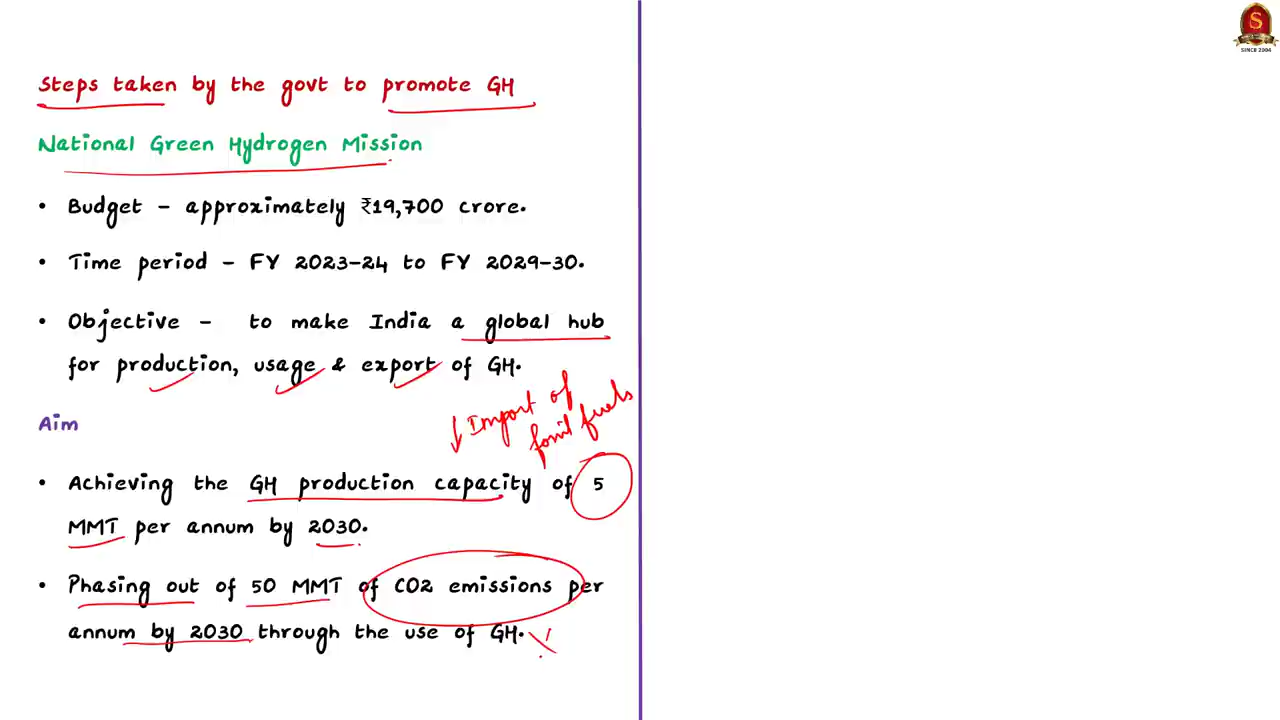 S
SINCE 2004
Steps taken by the govt to promote GH
National Green Hydrogen Mission
• Budget – approximately ₹19,700 crore.
• Time period – FY 2023-24 to FY 2029-30.
• Objective – to make India a global hub
for production, usage & export of GH.
↓ Import of
fossil fuels
Aim
• Achieving the GH production capacity of 5
MMT per annum by 2030.
• Phasing out of 50 MMT of CO2 emissions per
annum by 2030 through the use of GH.